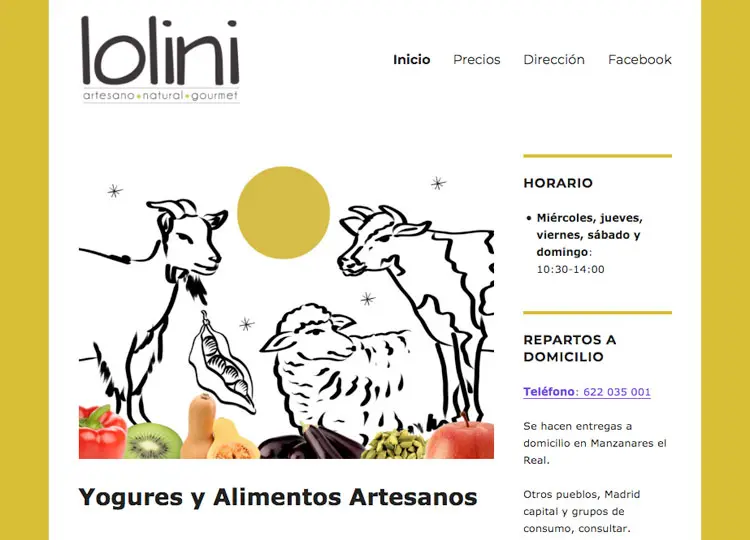 lolini
artesano•natural•gourmet
Inicio Precios Dirección Facebook
HORARIO
• Miércoles, jueves,
viernes, sábado y
domingo:
10:30-14:00
REPARTOS A
DOMICILIO
Teléfono: 622 035 001
Se hacen entregas a
domicilio en Manzanares el
Real.
Otros pueblos, Madrid
capital y grupos de
consumo, consultar.
Yogures y Alimentos Artesanos